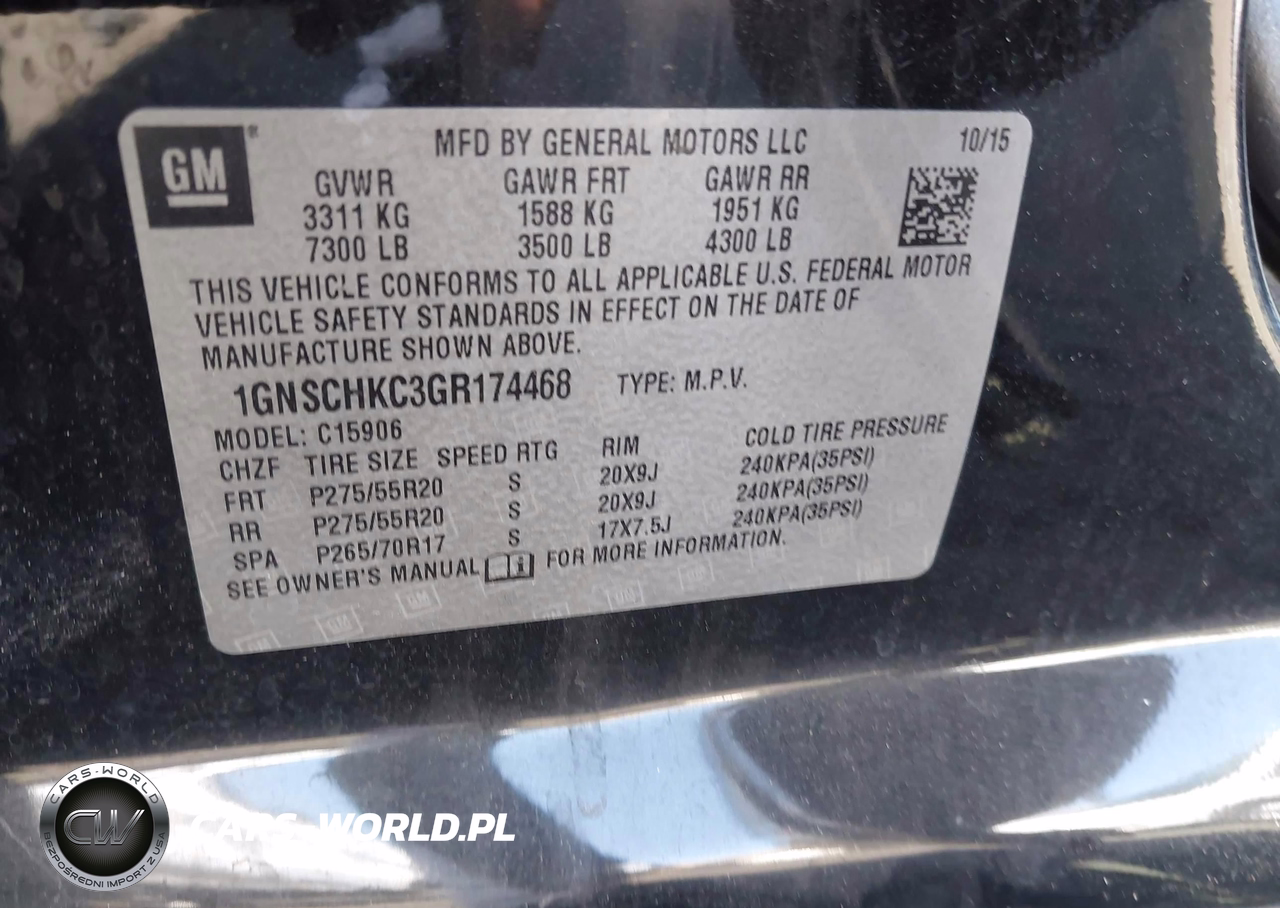 GM®
MFD BY GENERAL MOTORS LLC 10/15
GVWR GAWR FRT GAWR RR
3311 KG 1588 KG 1951 KG
7300 LB 3500 LB 4300 LB
THIS VEHICLE CONFORMS TO ALL APPLICABLE U.S. FEDERAL MOTOR
VEHICLE SAFETY STANDARDS IN EFFECT ON THE DATE OF
MANUFACTURE SHOWN ABOVE.
1GNSCHKC3GR174468 TYPE: M.P.V.
MODEL: C15906
CHZF TIRE SIZE SPEED RTG RIM COLD TIRE PRESSURE
FRT P275/55R20 S 20X9J 240KPA(35PSI)
RR P275/55R20 S 20X9J 240KPA(35PSI)
SPA P265/70R17 S 17X7.5J 240KPA(35PSI)
SEE OWNER'S MANUAL FOR MORE INFORMATION.
CARS-WORLD
CW
BEZPOŚREDNI IMPORT Z USA
CARS-WORLD.PL